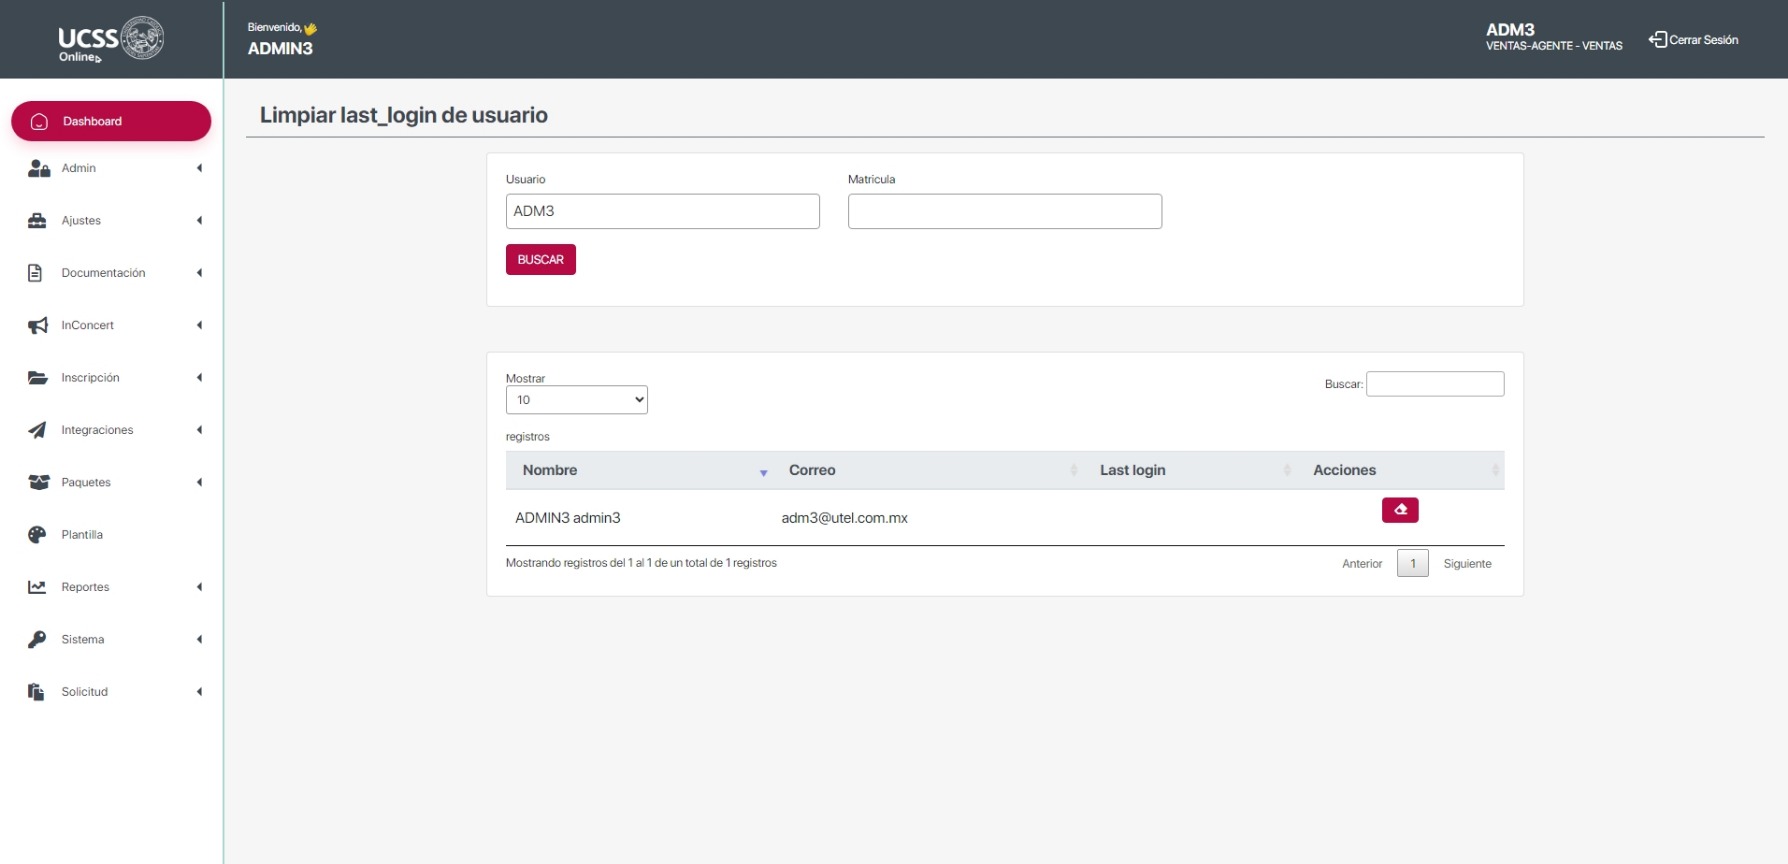 UCSS
Online
Bienvenido,
ADMIN3
ADM3
VENTAS-AGENTE - VENTAS
Cerrar Sesión
Dashboard
Admin
Ajustes
Documentación
InConcert
Inscripción
Integraciones
Paquetes
Plantilla
Reportes
Sistema
Solicitud
Limpiar last_login de usuario
Usuario
Matricula
ADM3
BUSCAR
Mostrar
10
registros
Buscar:
Nombre Correo Last login Acciones
ADMIN3 admin3 adm3@utel.com.mx
Mostrando registros del 1 al 1 de un total de 1 registros
Anterior 1 Siguiente